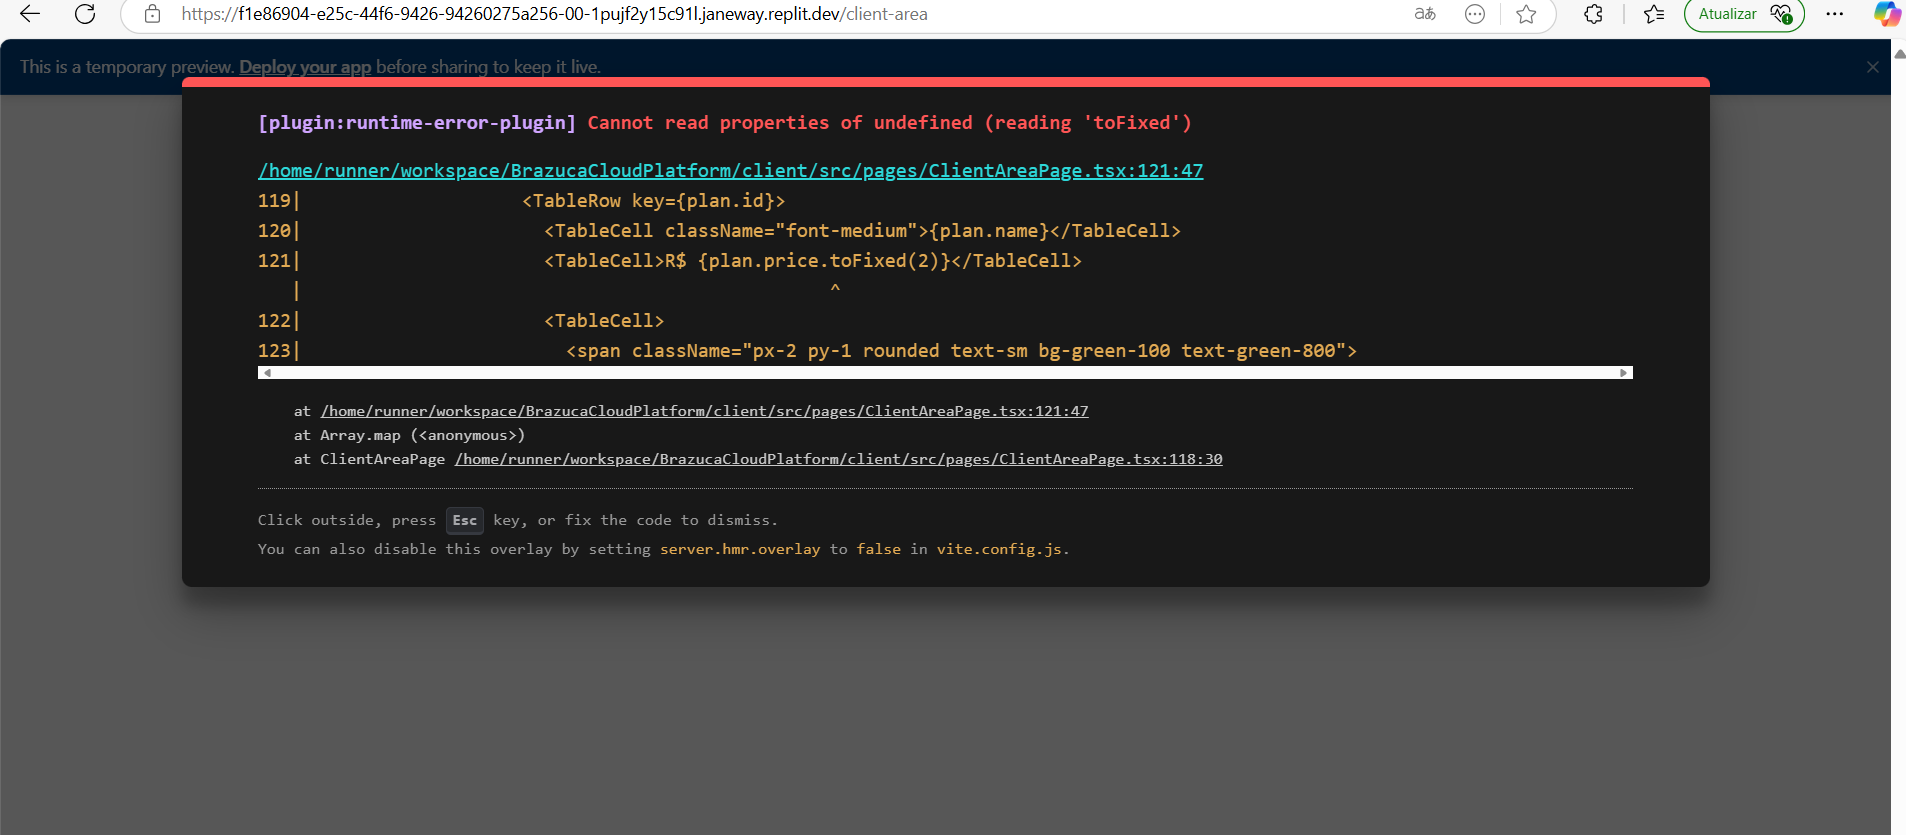 https://f1e86904-e25c-44f6-9426-94260275a256-00-1pujf2y15c91l.janeway.replit.dev/client-area
aあ
Atualizar
This is a temporary preview. Deploy your app before sharing to keep it live.
[plugin:runtime-error-plugin] Cannot read properties of undefined (reading 'toFixed')
/home/runner/workspace/BrazucaCloudPlatform/client/src/pages/ClientAreaPage.tsx:121:47
119| <TableRow key={plan.id}>
120| <TableCell className="font-medium">{plan.name}</TableCell>
121| <TableCell>R$ {plan.price.toFixed(2)}</TableCell>
| ^
122| <TableCell>
123| <span className="px-2 py-1 rounded text-sm bg-green-100 text-green-800">
at /home/runner/workspace/BrazucaCloudPlatform/client/src/pages/ClientAreaPage.tsx:121:47
at Array.map (<anonymous>)
at ClientAreaPage /home/runner/workspace/BrazucaCloudPlatform/client/src/pages/ClientAreaPage.tsx:118:30
Click outside, press Esc key, or fix the code to dismiss.
You can also disable this overlay by setting server.hmr.overlay to false in vite.config.js.